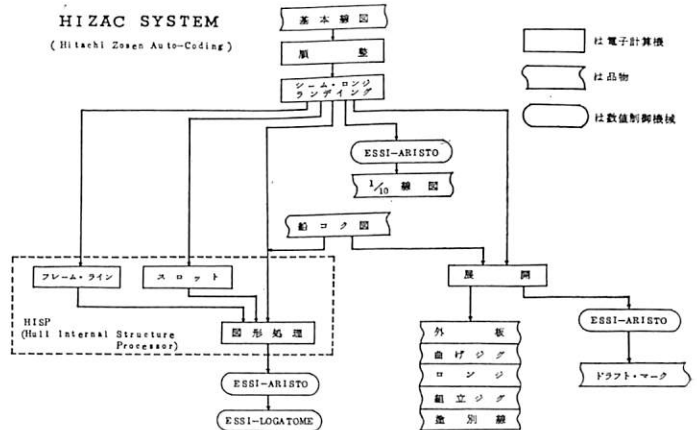 HIZAC SYSTEM
( Hitachi Zosen Auto-Coding )
基本線図
順整
シーム・ロンジ
ランデイング
は電子計算機
は品物
は数値制御機械
ESSI-ARISTO
1/10 線図
船コク図
フレーム・ライン
スロット
展開
HISP
(Hull Internal Structure
Processor)
図形処理
ESSI-ARISTO
ESSI-LOGATOME
外板
曲げジグ
ロンジ
組立ジグ
塗別線
ESSI-ARISTO
ドラフト・マーク